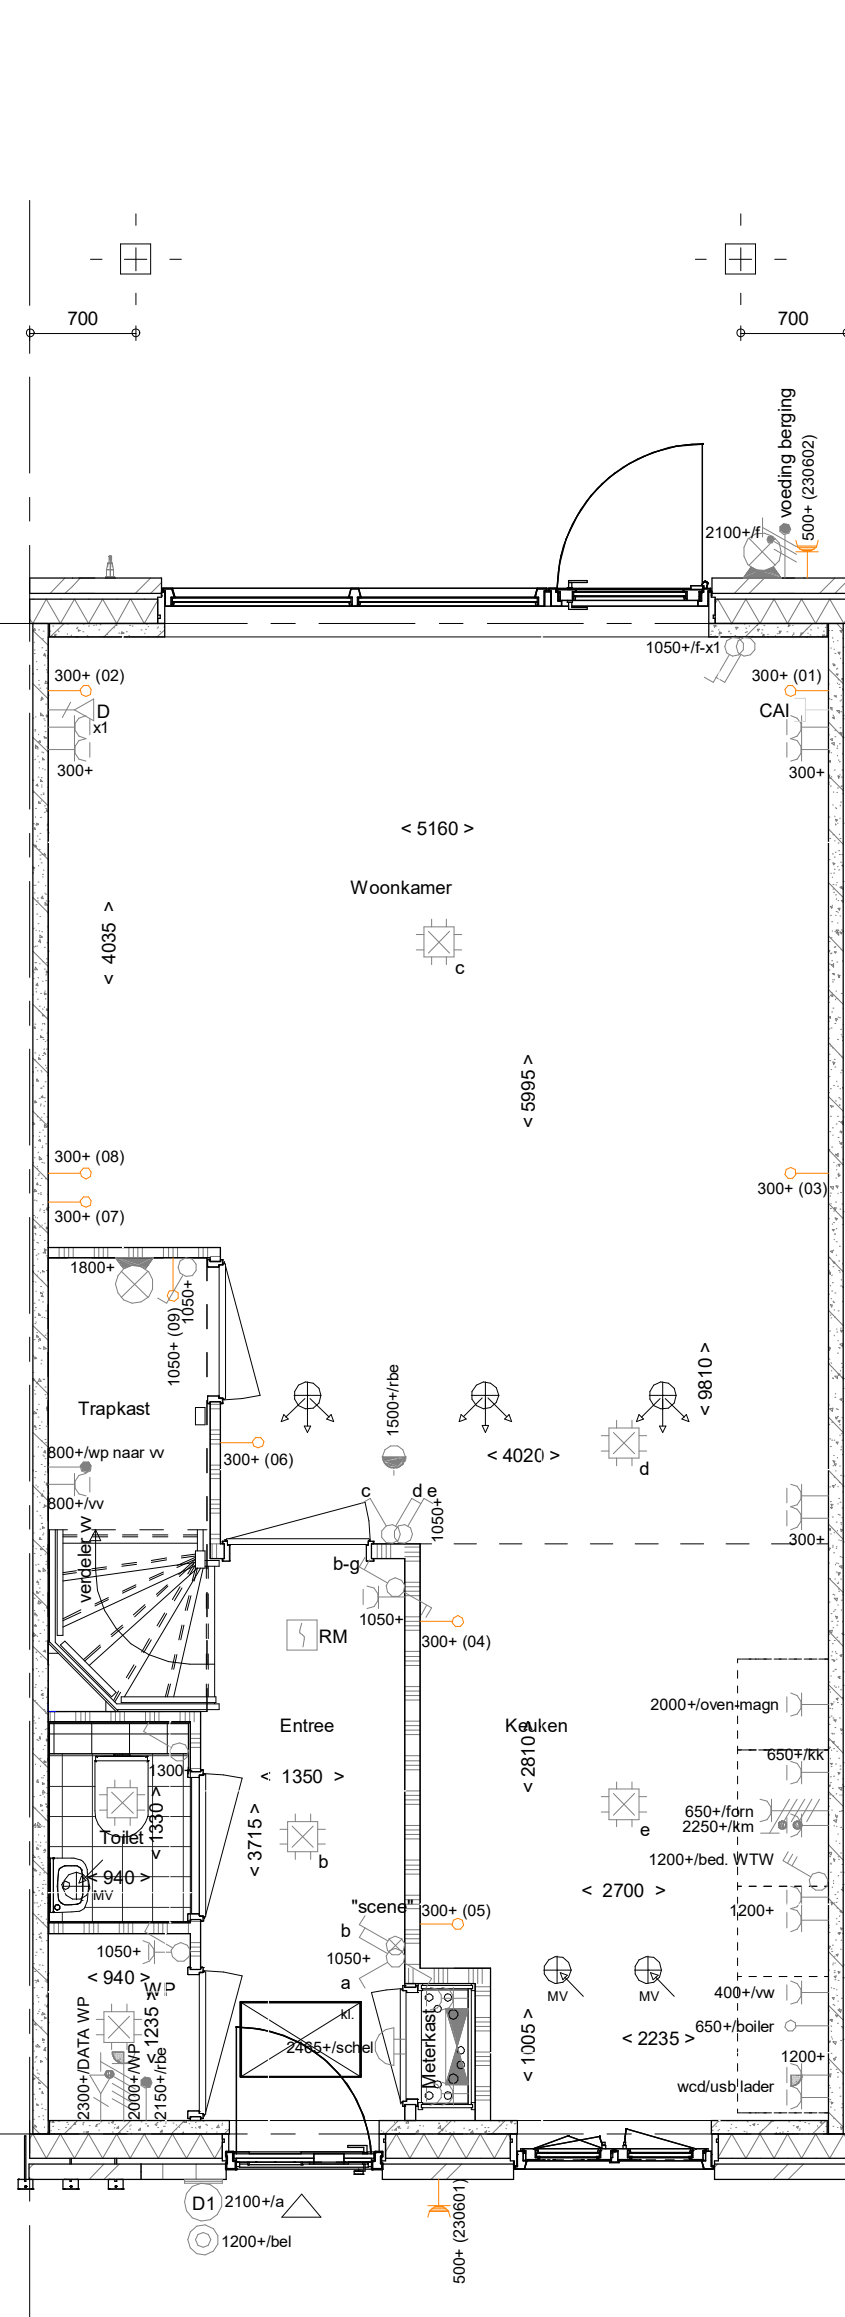 700
700
voeding berging
500+ (230602)
2100+/f
1050+/f-x1
300+ (02)
300+ (01)
D
CAI
x1
300+
300+
< 5160 >
Woonkamer
< 4035 >
c
< 5995 >
300+ (08)
300+ (07)
300+ (03)
1800+
1050+
1050+ (09)
Trapkast
1500+/rbe
< 9810 >
800+/wp naar vv
300+ (06)
< 4020 >
d
800+/vv
c
d e
1050+
300+
verdeler vv
b-g
1050+
300+ (04)
RM
2000+/oven-magn
Entree
Keuken
650+/kk
1300+
< 1350 >
< 2810 >
650+/forn
2250+/km
Toilet
< 1330 >
< 3715 >
b
e
1200+/bed. WTW
< 940 >
MV
< 2700 >
"scene"
300+ (05)
1200+
b
1050+
1050+
a
< 940 >
WP
MV
MV
400+/vw
kl.
650+/boiler
< 1235 >
2465+/schel
Meterkast
< 1005 >
< 2235 >
1200+
2300+/DATA WP
2000+/WP
2150+/rbe
wcd/usb lader
D1
2100+/a
1200+/bel
500+ (230601)